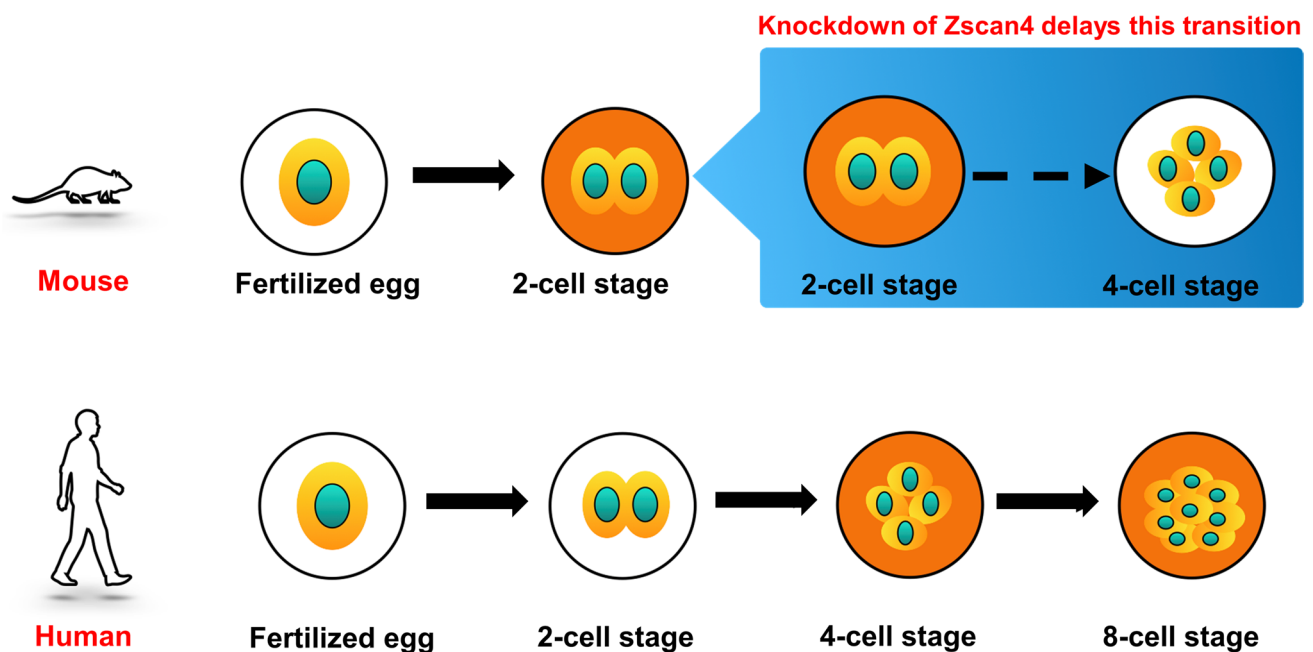 Knockdown of Zscan4 delays this transition
Mouse
Fertilized egg
2-cell stage
2-cell stage
4-cell stage
Human
Fertilized egg
2-cell stage
4-cell stage
8-cell stage